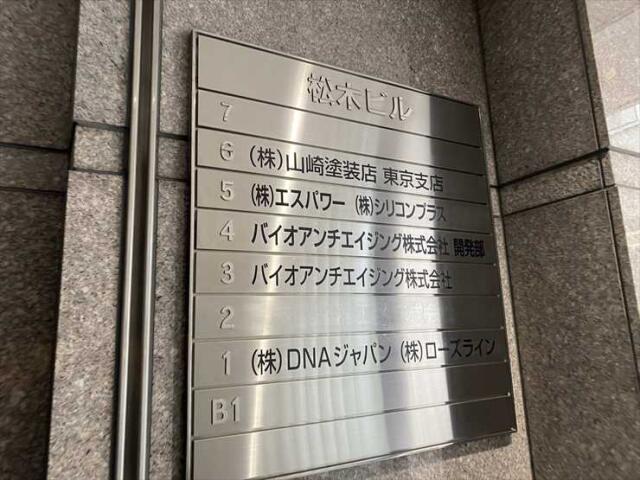 松木ビル
7
6 (株)山崎塗装店 東京支店
5 (株)エスパワー (株)シリコンプラス
4 バイオアンチエイジング株式会社 開発部
3 バイオアンチエイジング株式会社
2
1 (株)DNAジャパン (株)ローズライン
B1